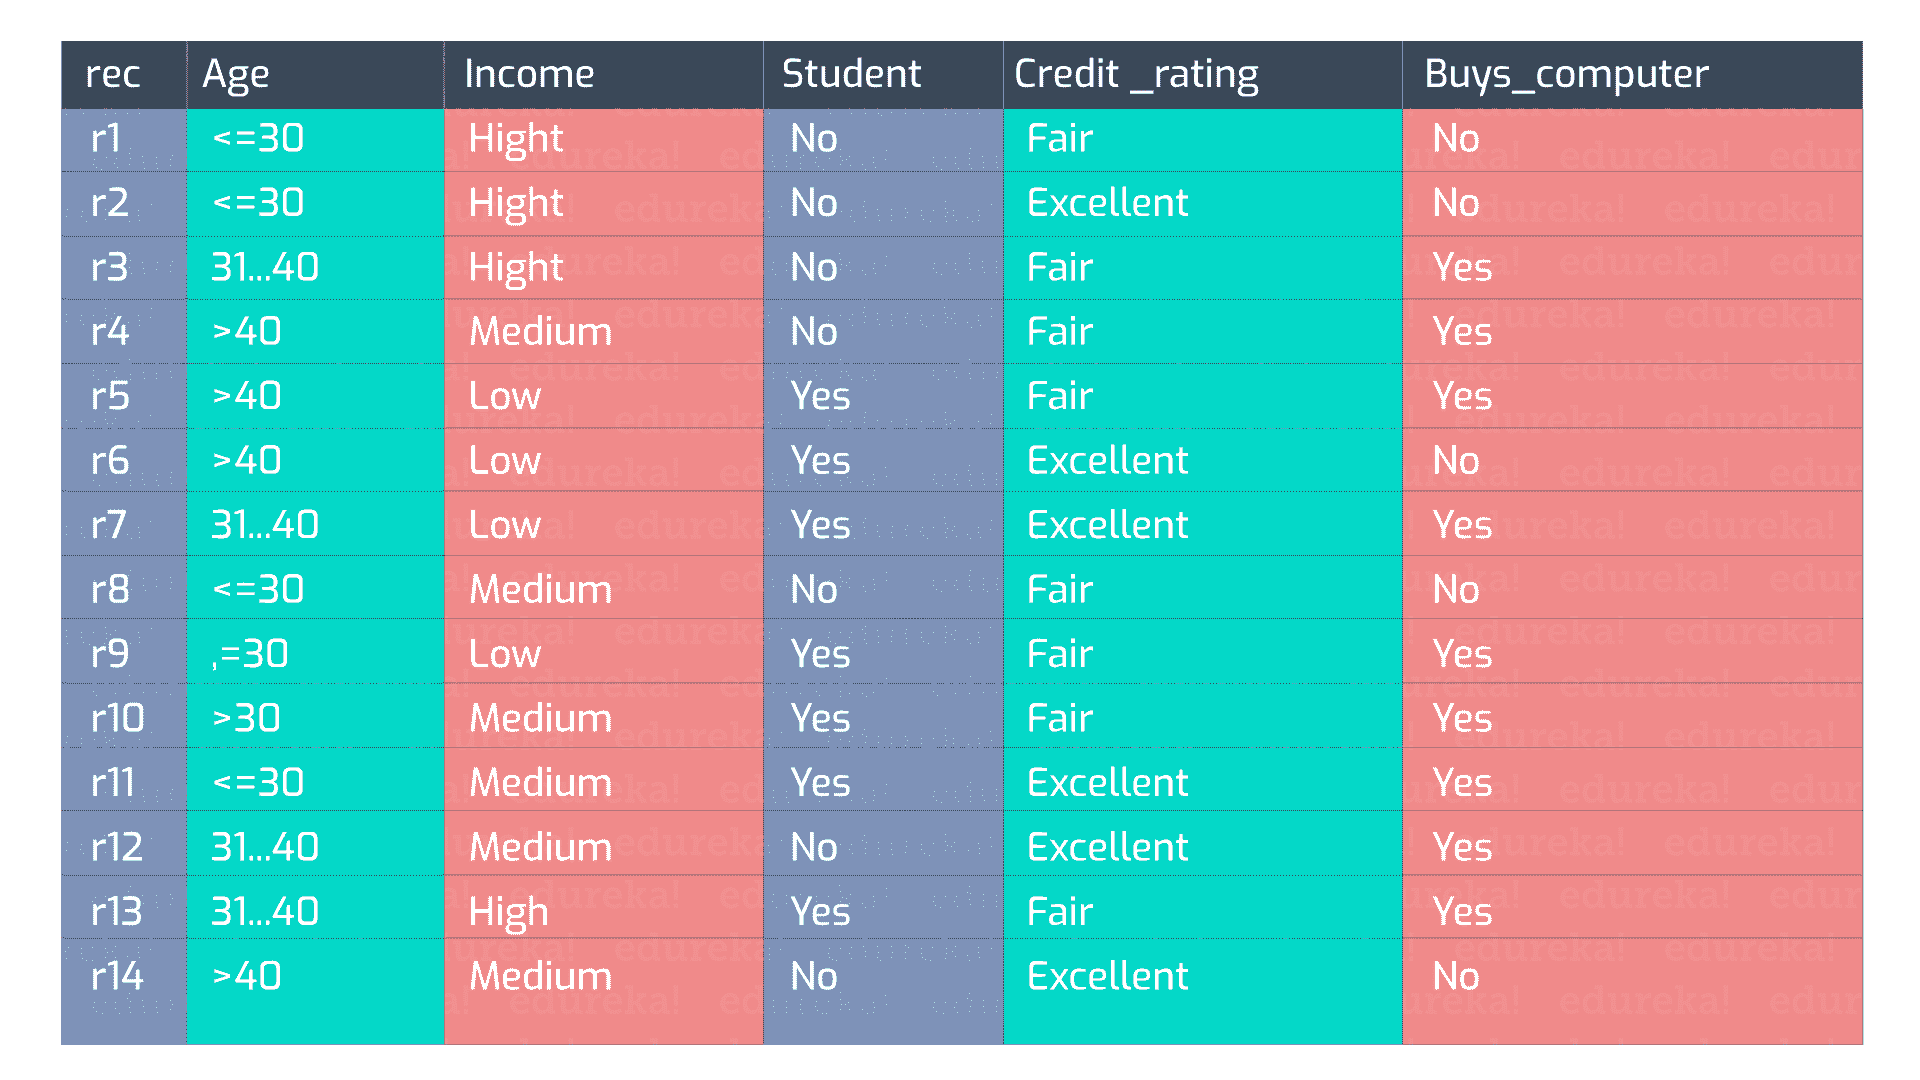 rec Age Income Student Credit _rating Buys_computer
r1 <=30 Hight No Fair No
r2 <=30 Hight No Excellent No
r3 31...40 Hight No Fair Yes
r4 >40 Medium No Fair Yes
r5 >40 Low Yes Fair Yes
r6 >40 Low Yes Excellent No
r7 31...40 Low Yes Excellent Yes
r8 <=30 Medium No Fair No
r9 ,=30 Low Yes Fair Yes
r10 >30 Medium Yes Fair Yes
r11 <=30 Medium Yes Excellent Yes
r12 31...40 Medium No Excellent Yes
r13 31...40 High Yes Fair Yes
r14 >40 Medium No Excellent No